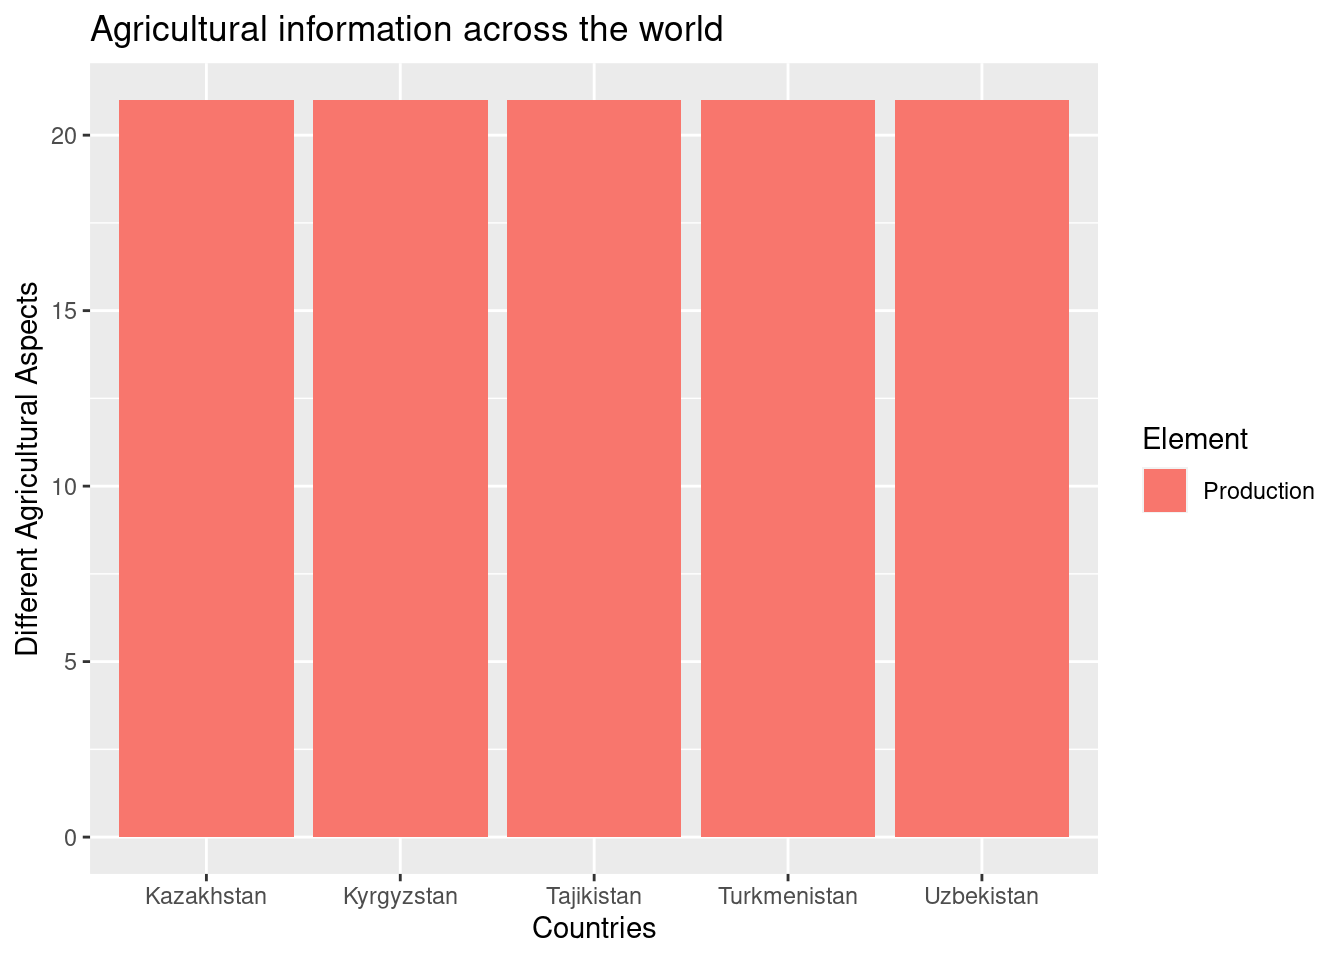 Agricultural information across the world
Different Agricultural Aspects
20
15
10
5
0
Kazakhstan
Kyrgyzstan
Tajikistan
Turkmenistan
Uzbekistan
Countries
Element
Production